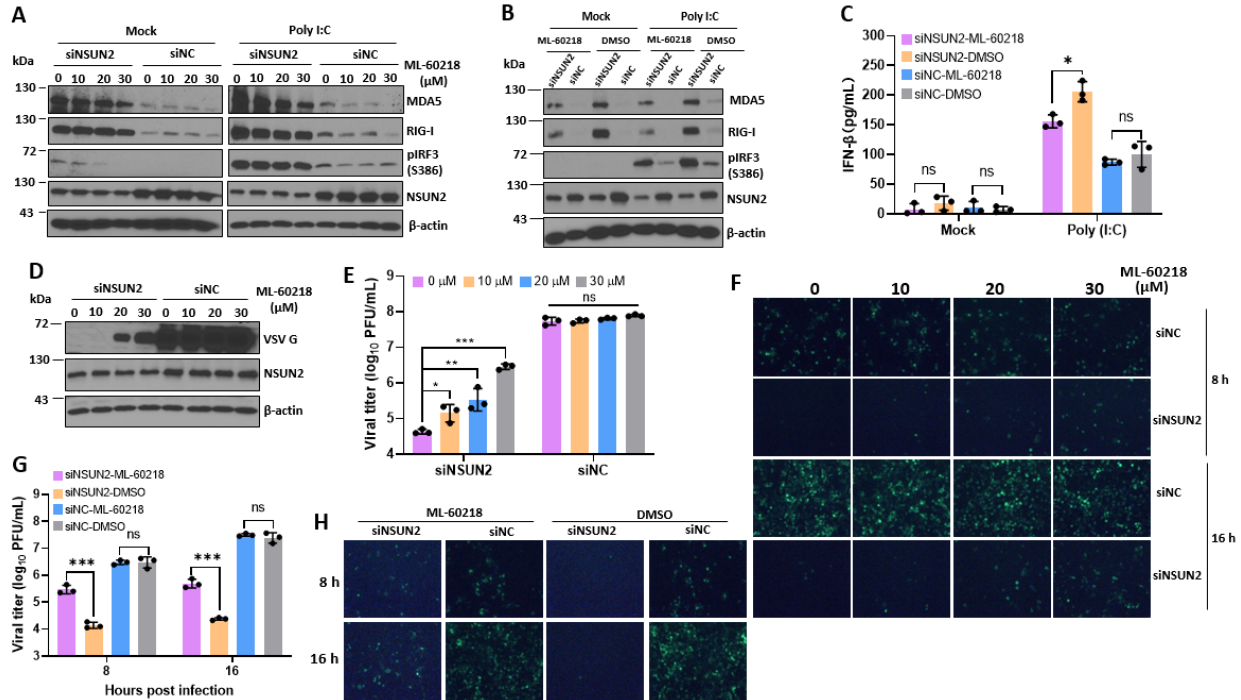 A
Mock
Poly I:C
siNSUN2
siNC
siNSUN2
siNC
kDa
0 10 20 30 0 10 20 30
0 10 20 30 0 10 20 30
ML-60218
(μM)
130
MDA5
130
RIG-I
72
pIRF3
(S386)
130
NSUN2
43
β-actin
B
Mock
Poly I:C
ML-60218
DMSO
ML-60218
DMSO
kDa
siNSUN2
siNC
siNSUN2
siNC
siNSUN2
siNC
siNSUN2
siNC
130
MDA5
130
RIG-I
72
pIRF3
(S386)
130
NSUN2
43
β-actin
C
siNSUN2-ML-60218
siNSUN2-DMSO
siNC-ML-60218
siNC-DMSO
IFN-β (pg/mL)
300
250
200
150
100
50
0
ns
ns
*
ns
Mock
Poly (I:C)
D
siNSUN2
siNC
kDa
0 10 20 30 0 10 20 30
ML-60218
(μM)
72
VSV G
130
NSUN2
43
β-actin
E
0 μM
10 μM
20 μM
30 μM
Viral titer (log10 PFU/mL)
9
8
7
6
5
4
*
**
***
ns
siNSUN2
siNC
F
ML-60218
(μM)
0
10
20
30
siNC
siNSUN2
8 h
siNC
siNSUN2
16 h
G
siNSUN2-ML-60218
siNSUN2-DMSO
siNC-ML-60218
siNC-DMSO
Viral titer (log10 PFU/mL)
9
8
7
6
5
4
3
***
ns
***
ns
8
16
Hours post infection
H
ML-60218
DMSO
siNSUN2
siNC
siNSUN2
siNC
8 h
16 h